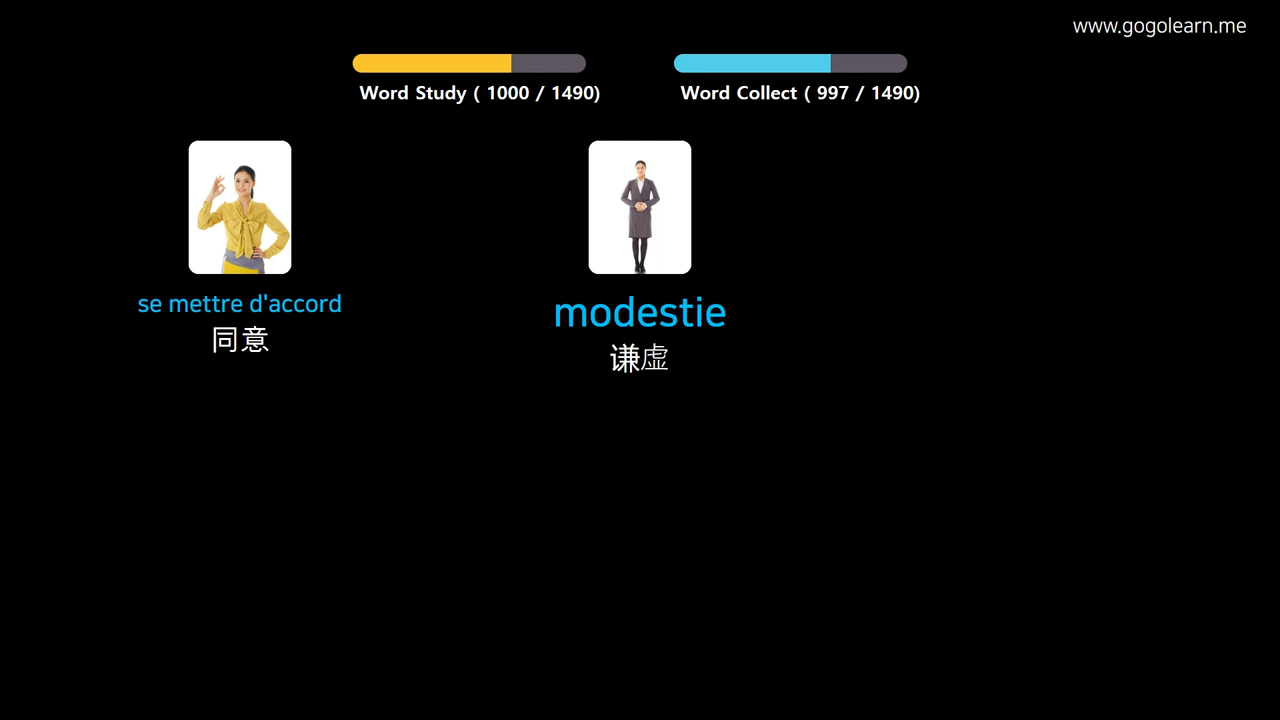 www.gogolearn.me
Word Study ( 1000 / 1490)
Word Collect ( 997 / 1490)
se mettre d'accord
同意
modestie
谦虚